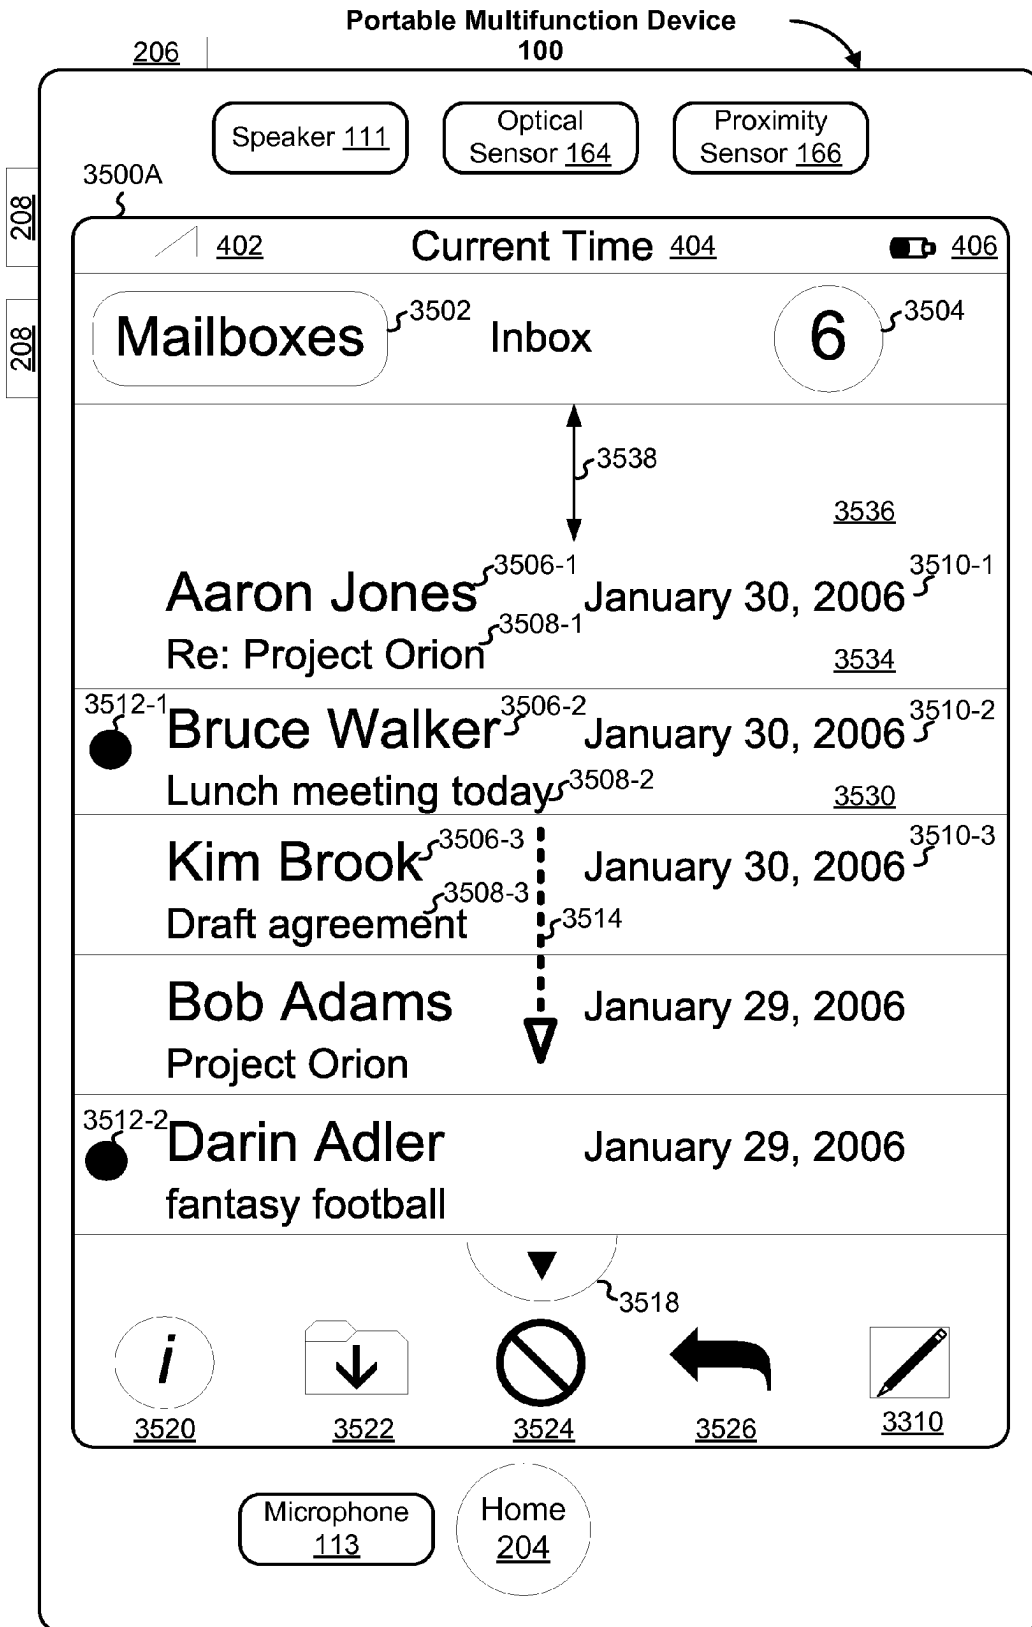 Portable Multifunction Device
100
206
Speaker 111
Optical
Sensor 164
Proximity
Sensor 166
3500A
208
208
402
Current Time 404
406
Mailboxes
3502
Inbox
6
3504
3538
3536
Aaron Jones
3506-1
January 30, 2006
3510-1
Re: Project Orion
3508-1
3534
3512-1
Bruce Walker
3506-2
January 30, 2006
3510-2
Lunch meeting today
3508-2
3530
Kim Brook
3506-3
January 30, 2006
3510-3
Draft agreement
3508-3
3514
Bob Adams
January 29, 2006
Project Orion
3512-2
Darin Adler
January 29, 2006
fantasy football
3518
i
3520
3522
3524
3526
3310
Microphone
113
Home
204